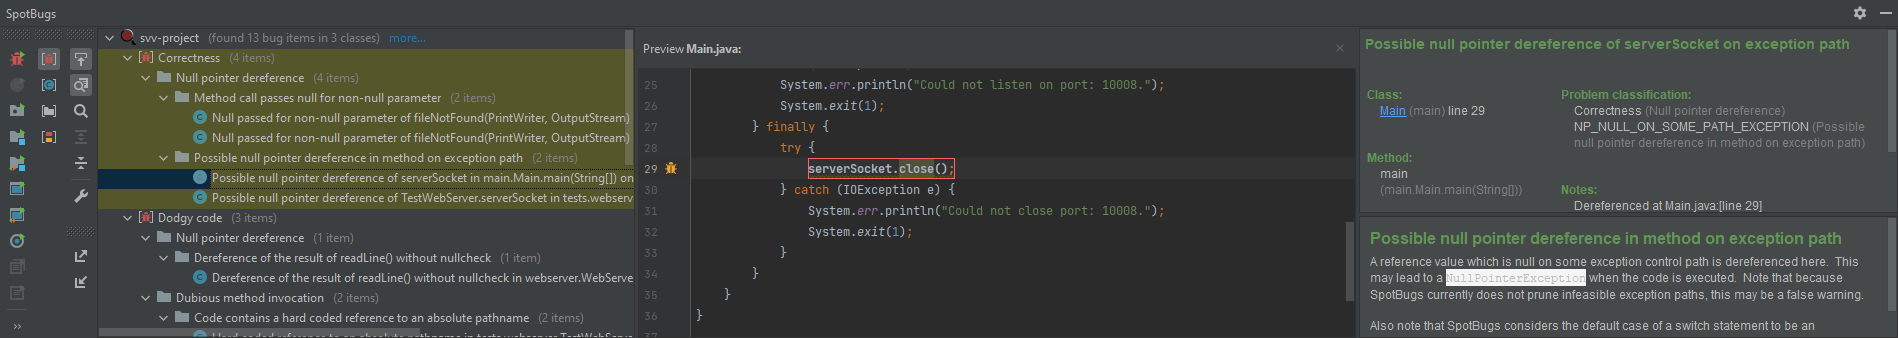 SpotBugs
svv-project (found 13 bug items in 3 classes) more...
Correctness (4 items)
Null pointer dereference (4 items)
Method call passes null for non-null parameter (2 items)
Null passed for non-null parameter of fileNotFound(PrintWriter, OutputStream)
Null passed for non-null parameter of fileNotFound(PrintWriter, OutputStream)
Possible null pointer dereference in method on exception path (2 items)
Possible null pointer dereference of serverSocket in main.Main.main(String[]) on
Possible null pointer dereference of TestWebServer.serverSocket in tests.webserv
Dodgy code (3 items)
Null pointer dereference (1 item)
Dereference of the result of readLine() without nullcheck (1 item)
Dereference of the result of readLine() without nullcheck in webserver.WebServe
Dubious method invocation (2 items)
Code contains a hard coded reference to an absolute pathname (2 items)
Preview Main.java:
25 System.err.println("Could not listen on port: 10008.");
26 System.exit(1);
27 } finally {
28 try {
29 serverSocket.close();
30 } catch (IOException e) {
31 System.err.println("Could not close port: 10008.");
32 System.exit(1);
33 }
34 }
35 }
36 }
Possible null pointer dereference of serverSocket on exception path
Class:
Main (main) line 29
Method:
main
(main.Main.main(String[]))
Problem classification:
Correctness (Null pointer dereference)
NP_NULL_ON_SOME_PATH_EXCEPTION (Possible
null pointer dereference in method on exception path)
Notes:
Dereferenced at Main.java:[line 29]
Possible null pointer dereference in method on exception path
A reference value which is null on some exception control path is dereferenced here. This
may lead to a NullPointerException when the code is executed. Note that because
SpotBugs currently does not prune infeasible exception paths, this may be a false warning.
Also note that SpotBugs considers the default case of a switch statement to be an